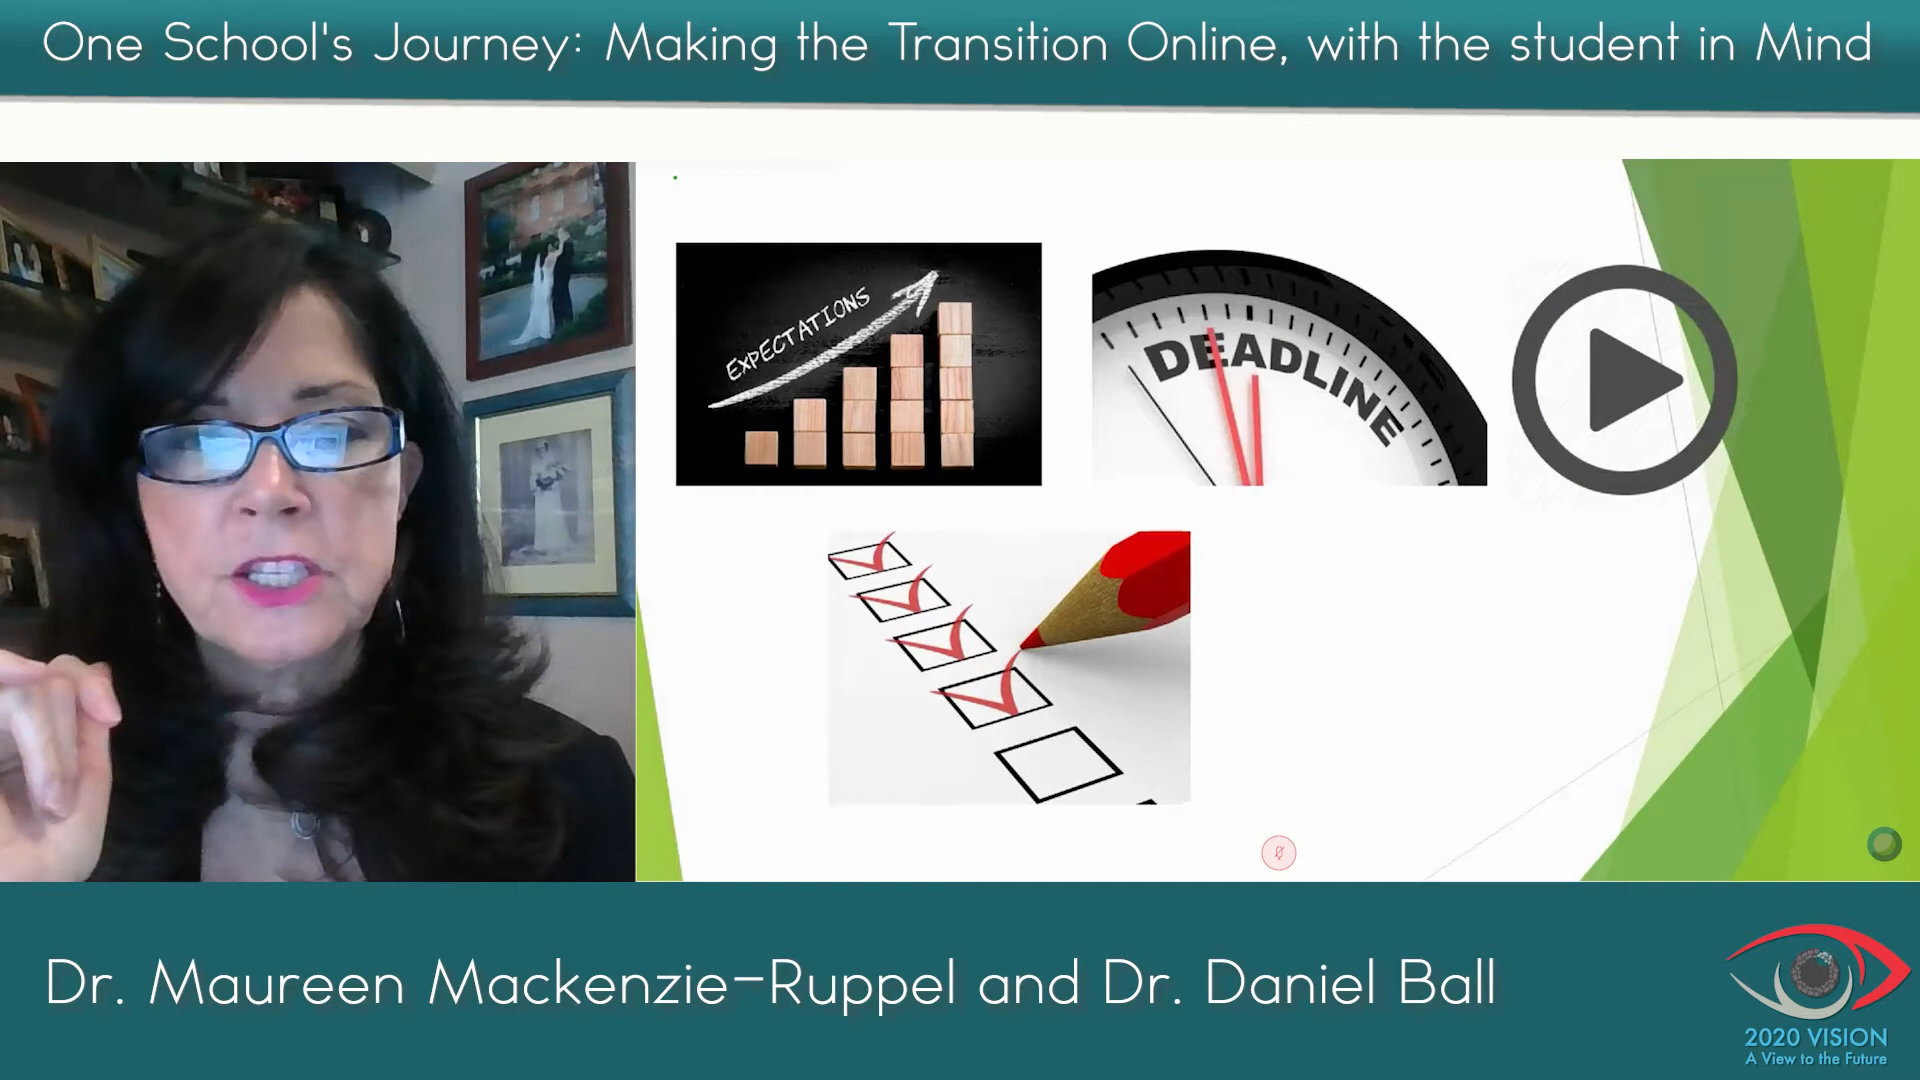 One School's Journey: Making the Transition Online, with the student in Mind
EXPECTATIONS
DEADLINE
Dr. Maureen Mackenzie-Ruppel and Dr. Daniel Ball
2020 VISION
A View to the Future